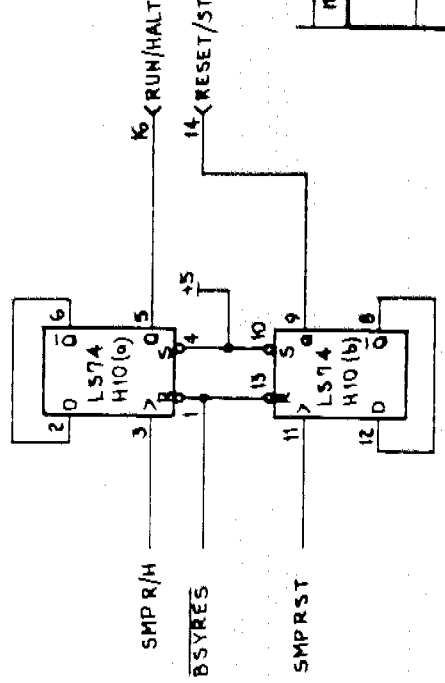 2 D Q̅ 6
LS74
H10(a)
SMP R/H 3 > Q 5 16 < RUN/HALT
R S
1 4
BSYRES
+5
14 < RESET/ST
13 10
R S
SMPRST 11 > Q 9
LS74
H10(b)
12 D Q̅ 8